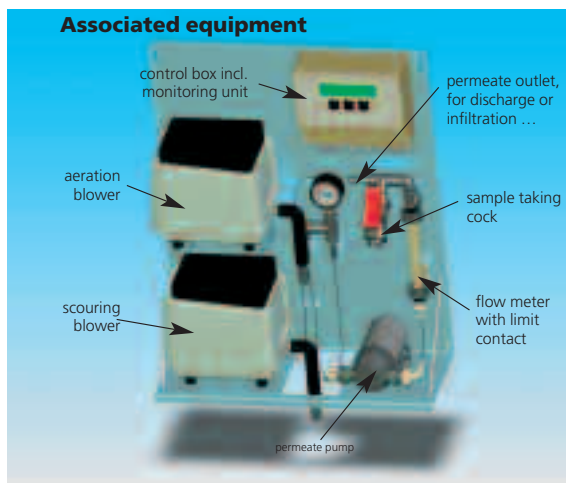 Associated equipment
control box incl.
monitoring unit
permeate outlet,
for discharge or
infiltration …
aeration
blower
sample taking
cock
scouring
blower
flow meter
with limit
contact
permeate pump